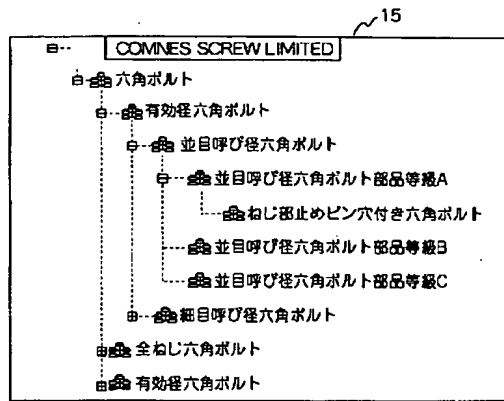 15
COMNES SCREW LIMITED
六角ボルト
有効径六角ボルト
並目呼び径六角ボルト
並目呼び径六角ボルト部品等級A
ねじ部止めピン穴付き六角ボルト
並目呼び径六角ボルト部品等級B
並目呼び径六角ボルト部品等級C
細目呼び径六角ボルト
全ねじ六角ボルト
有効径六角ボルト